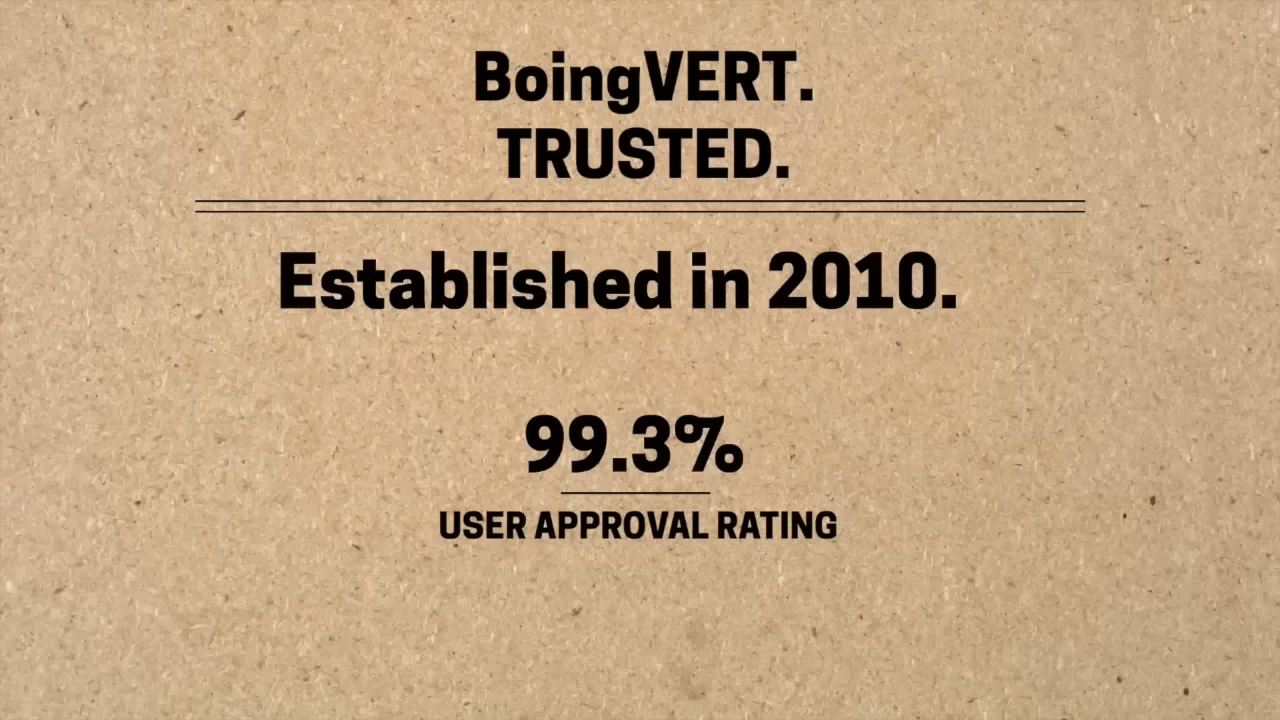 BoingVERT.
TRUSTED.
Established in 2010.
99.3%
USER APPROVAL RATING